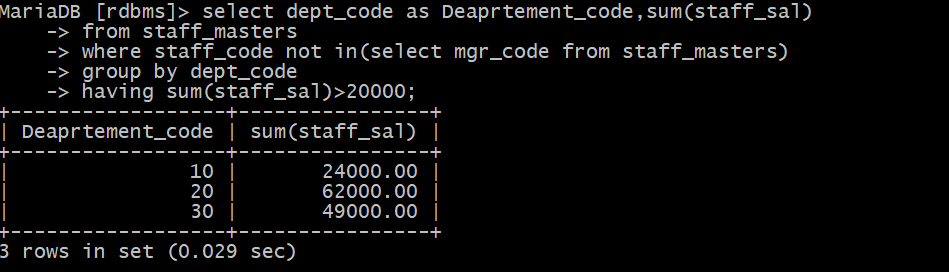 MariaDB [rdbms]> select dept_code as Deaprtement_code,sum(staff_sal)
    -> from staff_masters
    -> where staff_code not in(select mgr_code from staff_masters)
    -> group by dept_code
    -> having sum(staff_sal)>20000;
+------------------+----------------+
| Deaprtement_code | sum(staff_sal) |
+------------------+----------------+
|               10 |       24000.00 |
|               20 |       62000.00 |
|               30 |       49000.00 |
+------------------+----------------+
3 rows in set (0.029 sec)